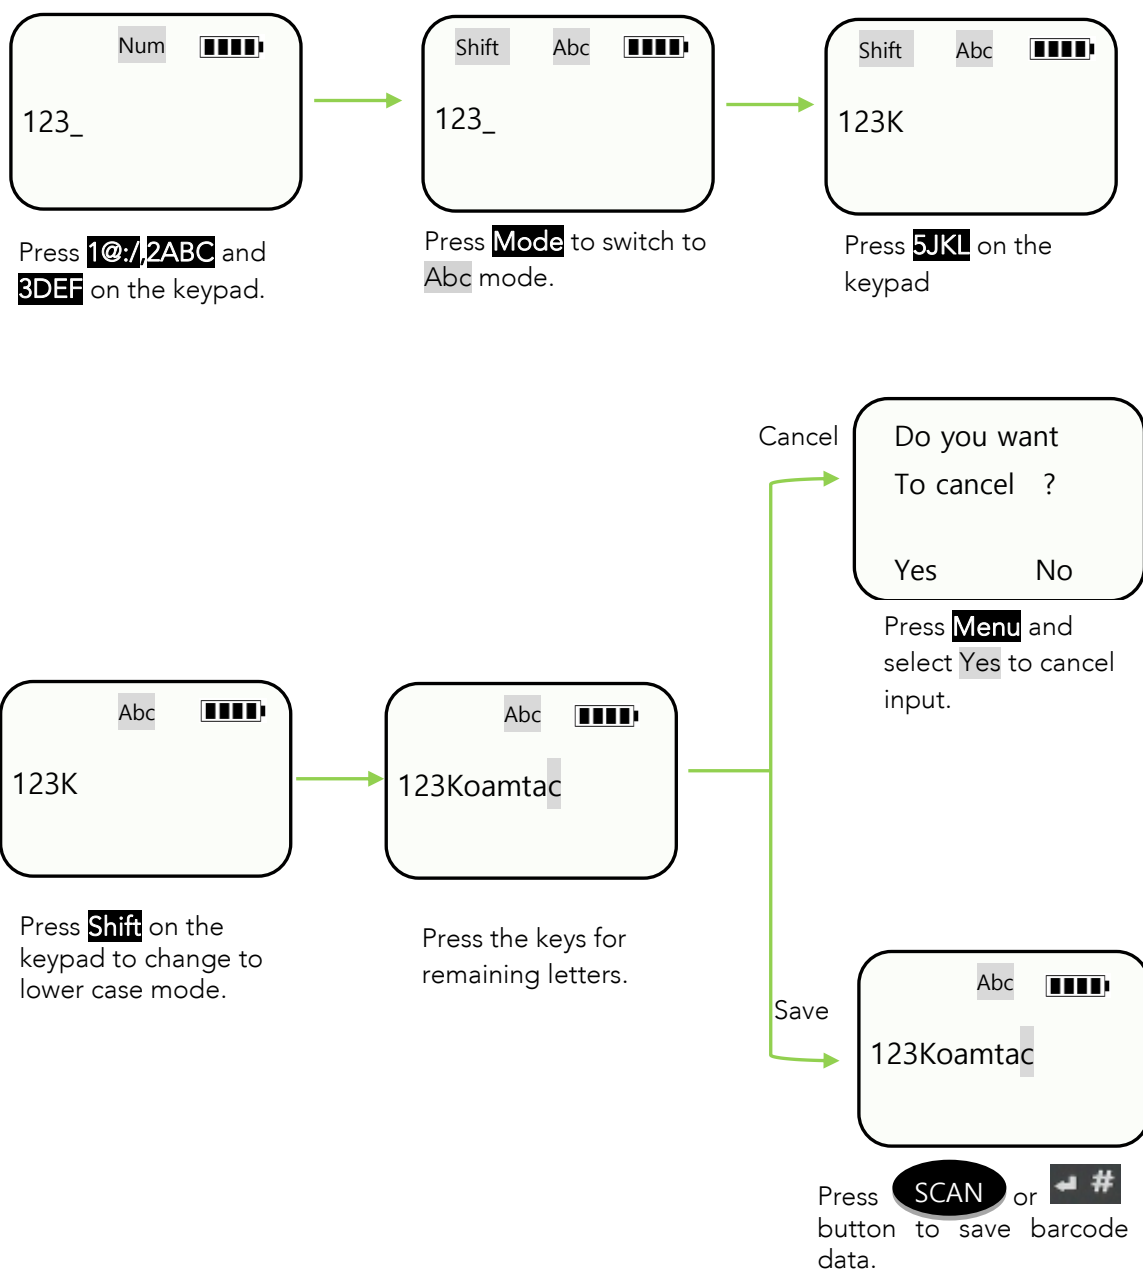 Num
123_
Press 1@:/,2ABC and
3DEF on the keypad.
Shift Abc
123_
Press Mode to switch to
Abc mode.
Shift Abc
123K
Press 5JKL on the
keypad
Cancel
Do you want
To cancel ?
Yes No
Press Menu and
select Yes to cancel
input.
Abc
123K
Press Shift on the
keypad to change to
lower case mode.
Abc
123Koamtac
Press the keys for
remaining letters.
Save
Abc
123Koamtac
Press SCAN or ↵ #
button to save barcode
data.